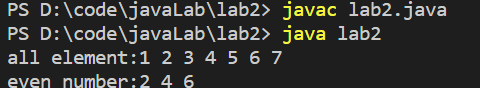 PS D:\code\javaLab\lab2> javac lab2.java
PS D:\code\javaLab\lab2> java lab2
all element:1 2 3 4 5 6 7
even number:2 4 6